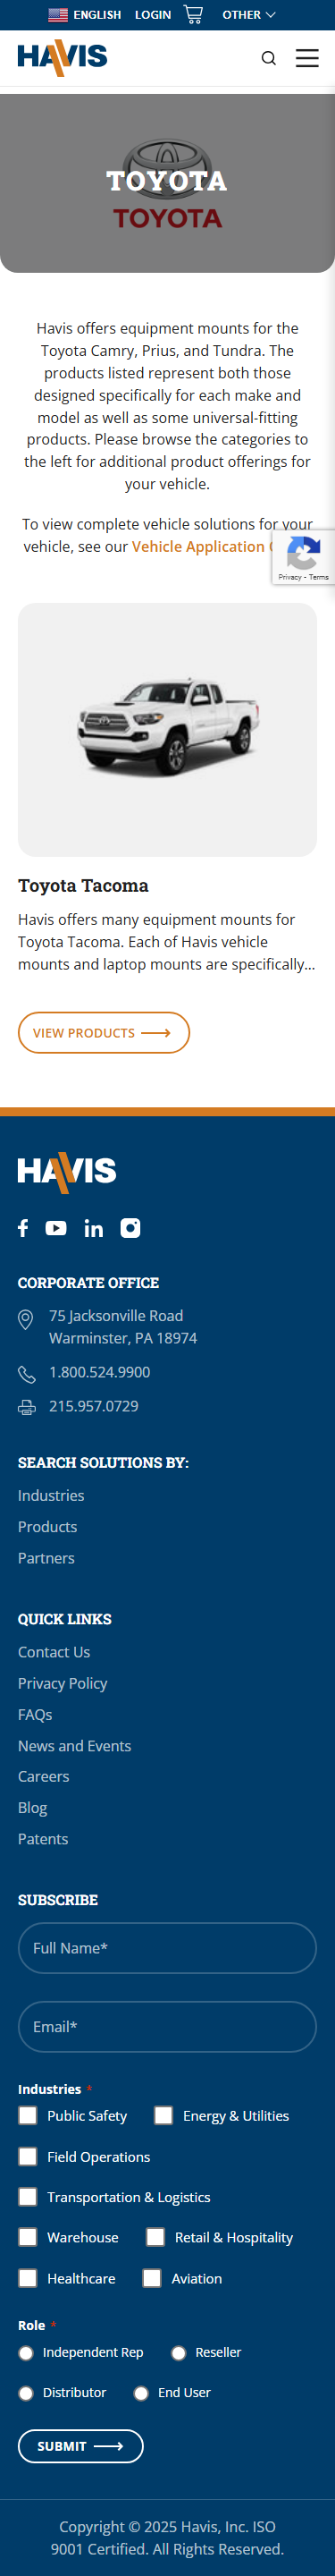 ENGLISH LOGIN OTHER
HAVIS
TOYOTA
TOYOTA
Havis offers equipment mounts for the
Toyota Camry, Prius, and Tundra. The
products listed represent both those
designed specifically for each make and
model as well as some universal-fitting
products. Please browse the categories to
the left for additional product offerings for
your vehicle.
To view complete vehicle solutions for your
vehicle, see our Vehicle Application
Privacy - Terms
Toyota Tacoma
Havis offers many equipment mounts for
Toyota Tacoma. Each of Havis vehicle
mounts and laptop mounts are specifically...
VIEW PRODUCTS
HAVIS
CORPORATE OFFICE
75 Jacksonville Road
Warminster, PA 18974
1.800.524.9900
215.957.0729
SEARCH SOLUTIONS BY:
Industries
Products
Partners
QUICK LINKS
Contact Us
Privacy Policy
FAQs
News and Events
Careers
Blog
Patents
SUBSCRIBE
Full Name*
Email*
Industries *
Public Safety Energy & Utilities
Field Operations
Transportation & Logistics
Warehouse Retail & Hospitality
Healthcare Aviation
Role *
Independent Rep Reseller
Distributor End User
SUBMIT
Copyright © 2025 Havis, Inc. ISO
9001 Certified. All Rights Reserved.